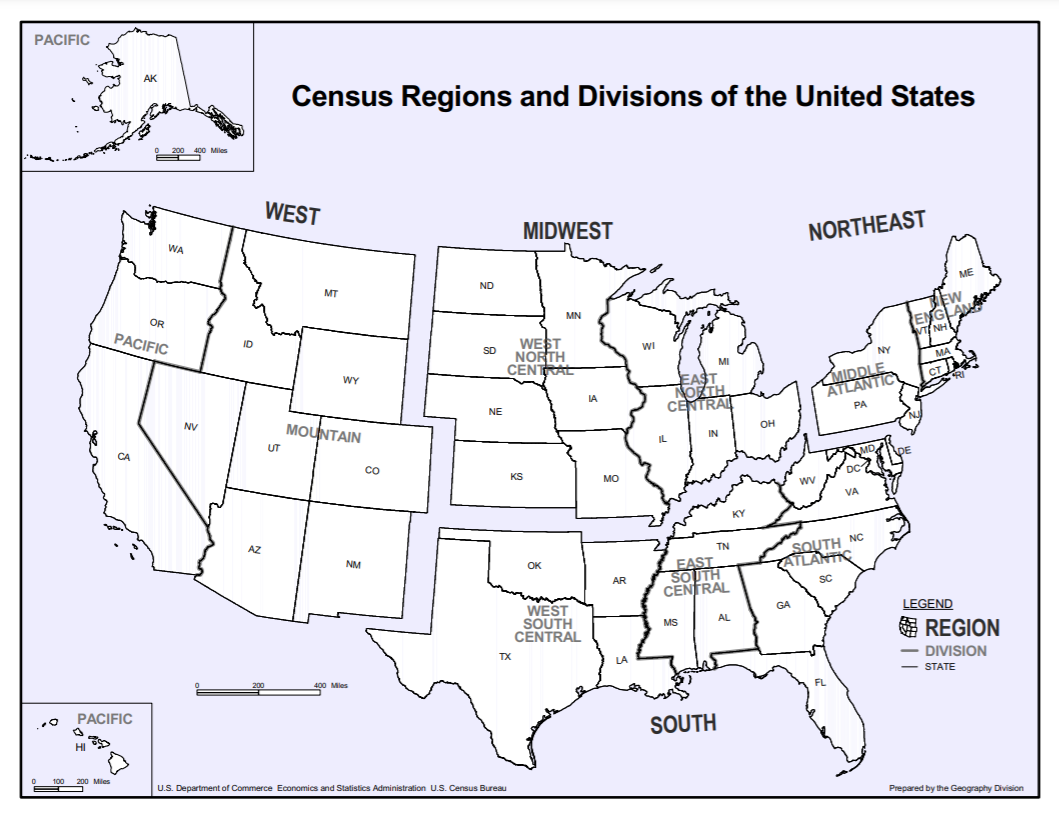 PACIFIC
AK
0 200 400 Miles
Census Regions and Divisions of the United States
WEST
MIDWEST
NORTHEAST
WA
MT
OR
ID
PACIFIC
WY
NV
MOUNTAIN
UT
CO
CA
AZ
NM
ND
MN
SD
WEST
NORTH
CENTRAL
NE
IA
KS
MO
WI
MI
EAST
NORTH
CENTRAL
IL
IN
OH
ME
NEW
ENGLAND
VT
NH
NY
MA
CT
RI
MIDDLE
ATLANTIC
PA
NJ
MD
DE
DC
WV
VA
KY
NC
TN
SOUTH
ATLANTIC
SC
EAST
SOUTH
CENTRAL
GA
MS
AL
OK
AR
WEST
SOUTH
CENTRAL
TX
LA
FL
LEGEND
REGION
DIVISION
STATE
0 200 400 Miles
SOUTH
PACIFIC
HI
0 100 200 Miles
U.S. Department of Commerce Economics and Statistics Administration U.S. Census Bureau
Prepared by the Geography Division